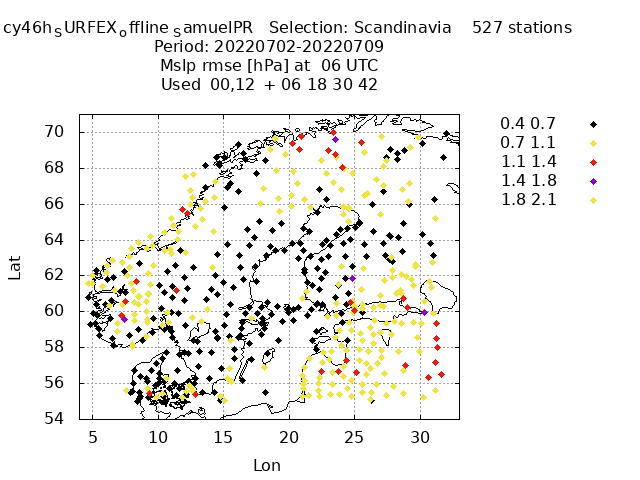 cy46h_SURFEX_offline_SamuelPR Selection: Scandinavia 527 stations
Period: 20220702-20220709
Mslp rmse [hPa] at 06 UTC
Used 00,12 + 06 18 30 42
0.4 0.7
0.7 1.1
1.1 1.4
1.4 1.8
1.8 2.1
70
68
66
64
62
60
58
56
54
Lat
5 10 15 20 25 30
Lon